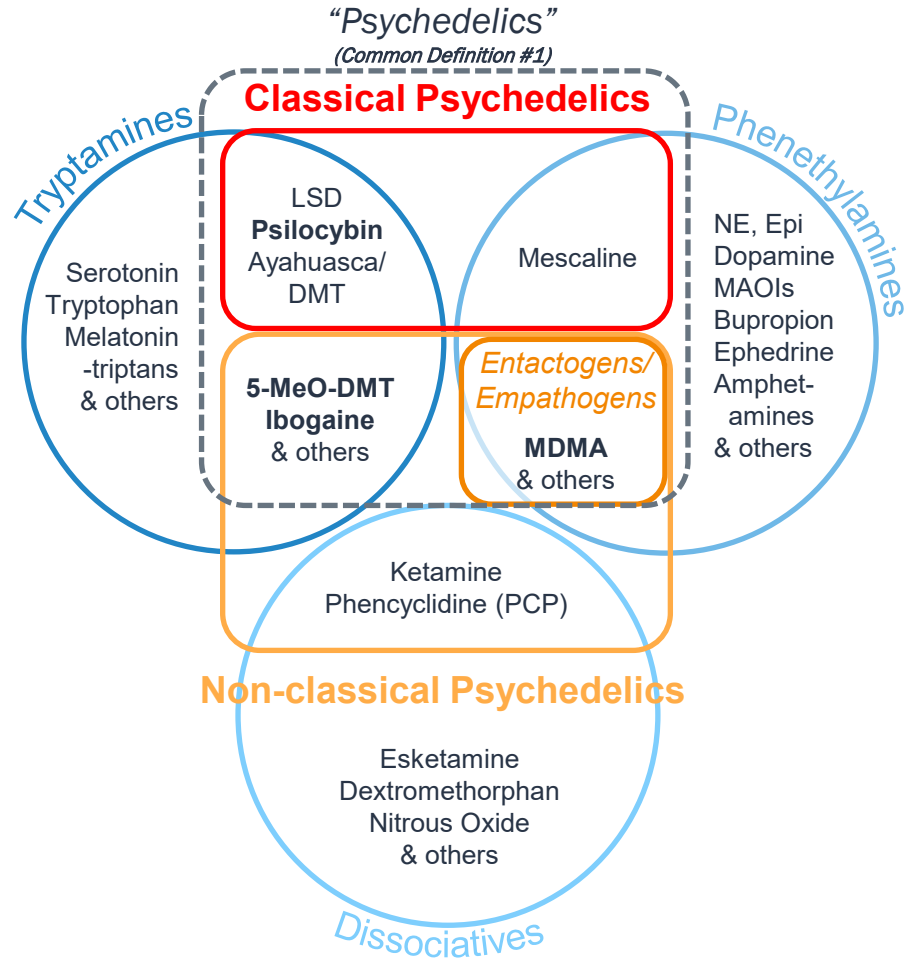 “Psychedelics”
(Common Definition #1)
Classical Psychedelics
Tryptamines
Phenethylamines
LSD
Psilocybin
Ayahuasca/
DMT
Mescaline
Serotonin
Tryptophan
Melatonin
-triptans
& others
NE, Epi
Dopamine
MAOIs
Bupropion
Ephedrine
Amphet-
amines
& others
5-MeO-DMT
Ibogaine
& others
Entactogens/
Empathogens
MDMA
& others
Ketamine
Phencyclidine (PCP)
Non-classical Psychedelics
Esketamine
Dextromethorphan
Nitrous Oxide
& others
Dissociatives